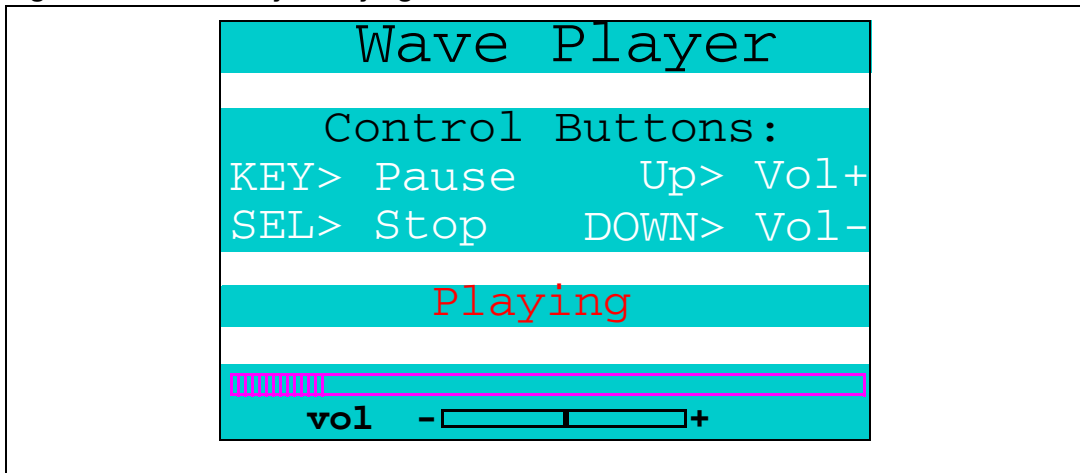 Wave Player
Control Buttons:
KEY> Pause Up> Vol+
SEL> Stop DOWN> Vol-
Playing
vol - +